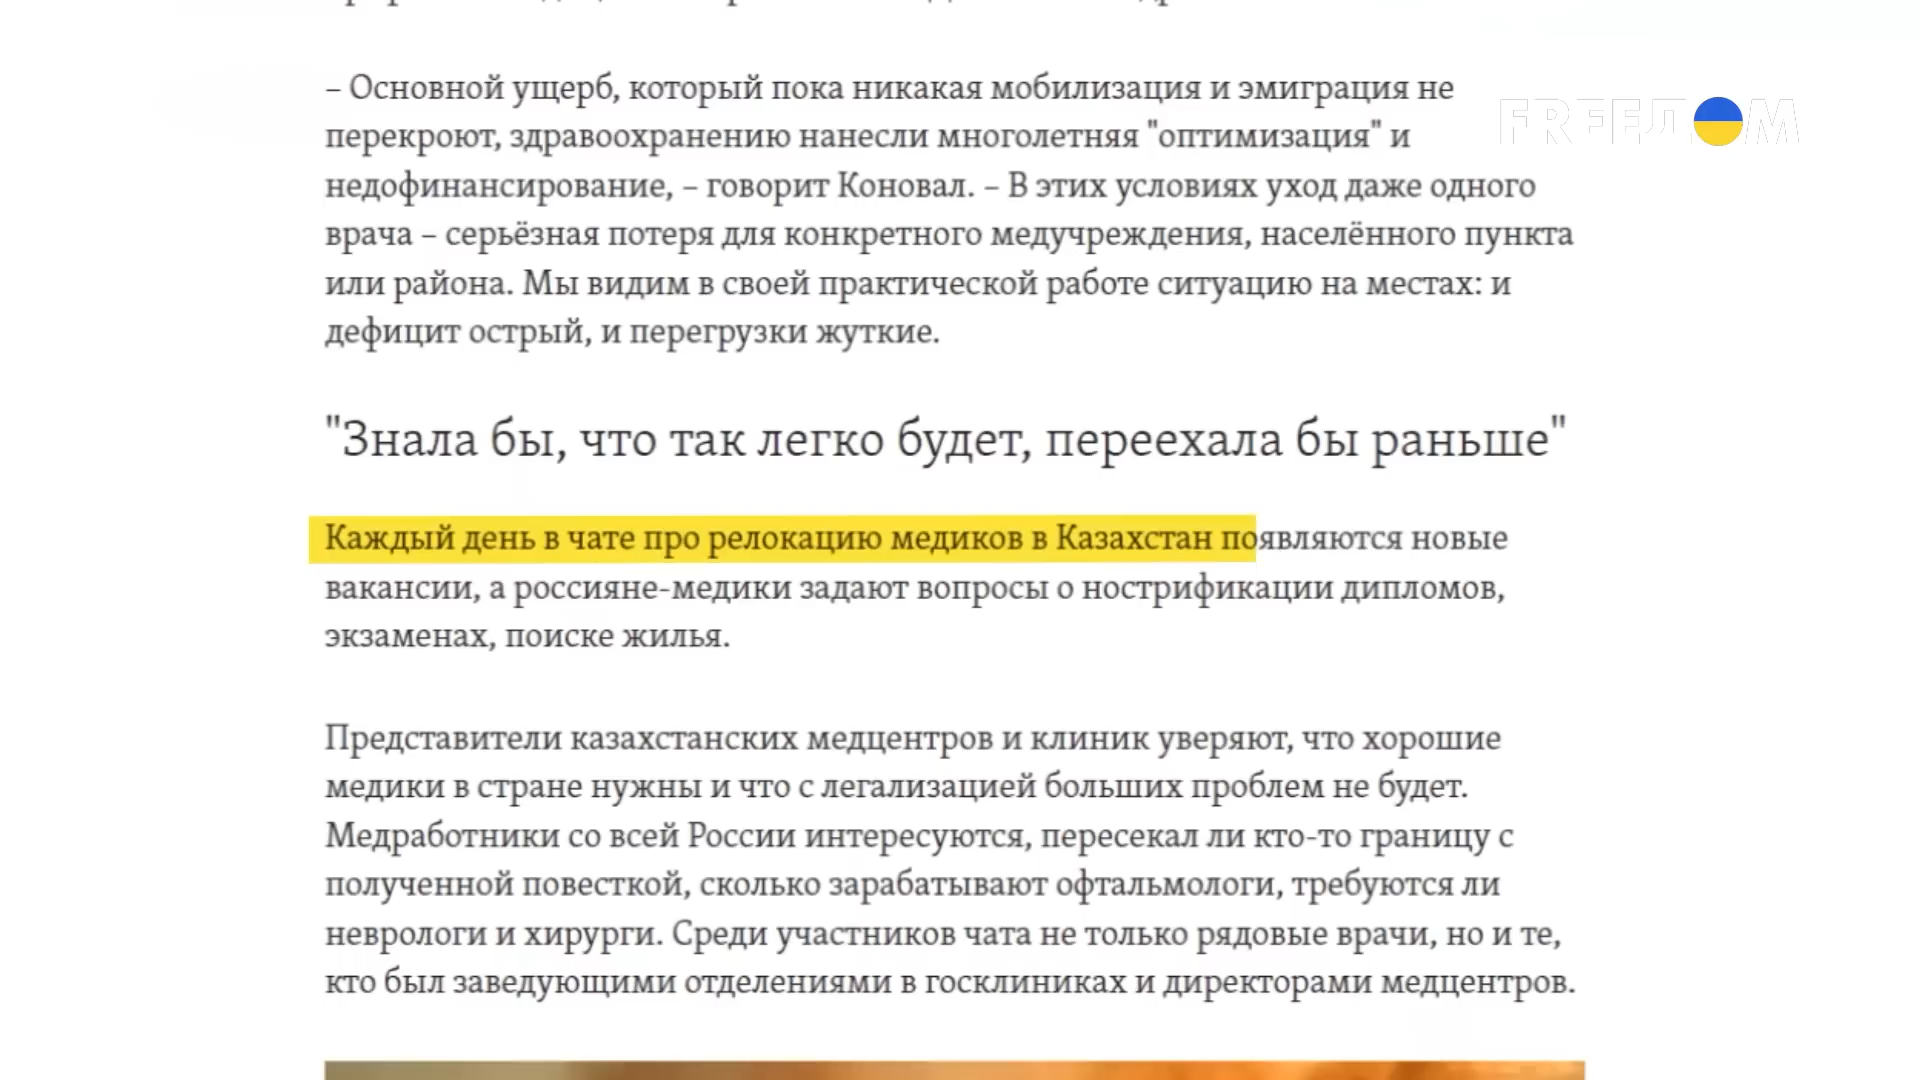 – Основной ущерб, который пока никакая мобилизация и эмиграция не
перекроют, здравоохранению нанесли многолетняя "оптимизация" и
недофинансирование, – говорит Коновал. – В этих условиях уход даже одного
врача – серьёзная потеря для конкретного медучреждения, населённого пункта
или района. Мы видим в своей практической работе ситуацию на местах: и
дефицит острый, и перегрузки жуткие.
FREEДОМ
"Знала бы, что так легко будет, переехала бы раньше"
Каждый день в чате про релокацию медиков в Казахстан появляются новые
вакансии, а россияне-медики задают вопросы о нострификации дипломов,
экзаменах, поиске жилья.
Представители казахстанских медцентров и клиник уверяют, что хорошие
медики в стране нужны и что с легализацией больших проблем не будет.
Медработники со всей России интересуются, пересекал ли кто-то границу с
полученной повесткой, сколько зарабатывают офтальмологи, требуются ли
неврологи и хирурги. Среди участников чата не только рядовые врачи, но и те,
кто был заведующими отделениями в госклиниках и директорами медцентров.